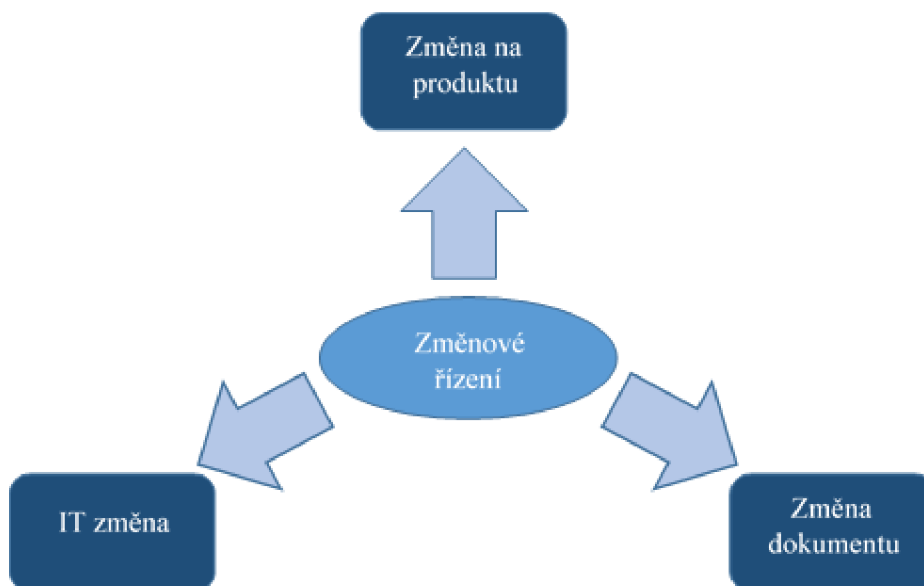 Změna na
produktu
Změnové
řízení
IT změna
Změna
dokumentu